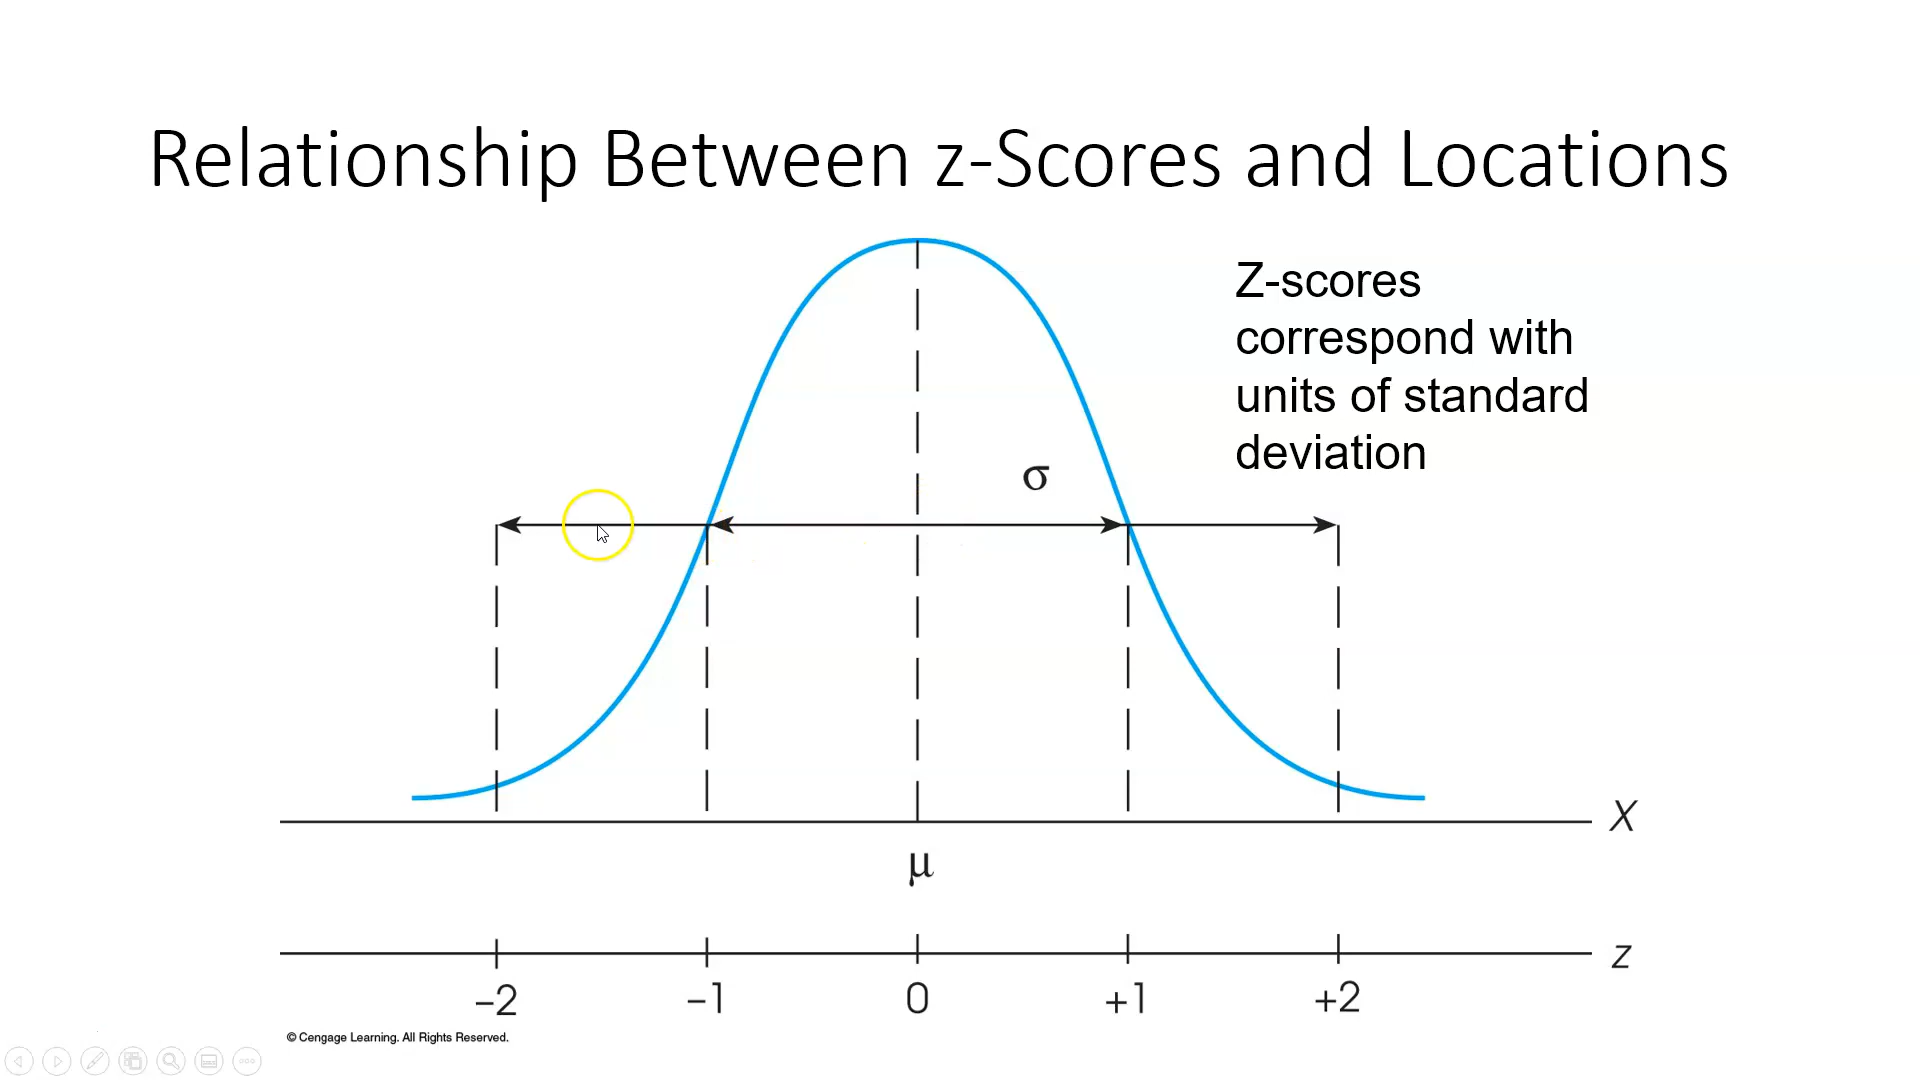 Relationship Between z-Scores and Locations
Z-scores
correspond with
units of standard
deviation
σ
X
μ
z
−2 −1 0 +1 +2
© Cengage Learning. All Rights Reserved.